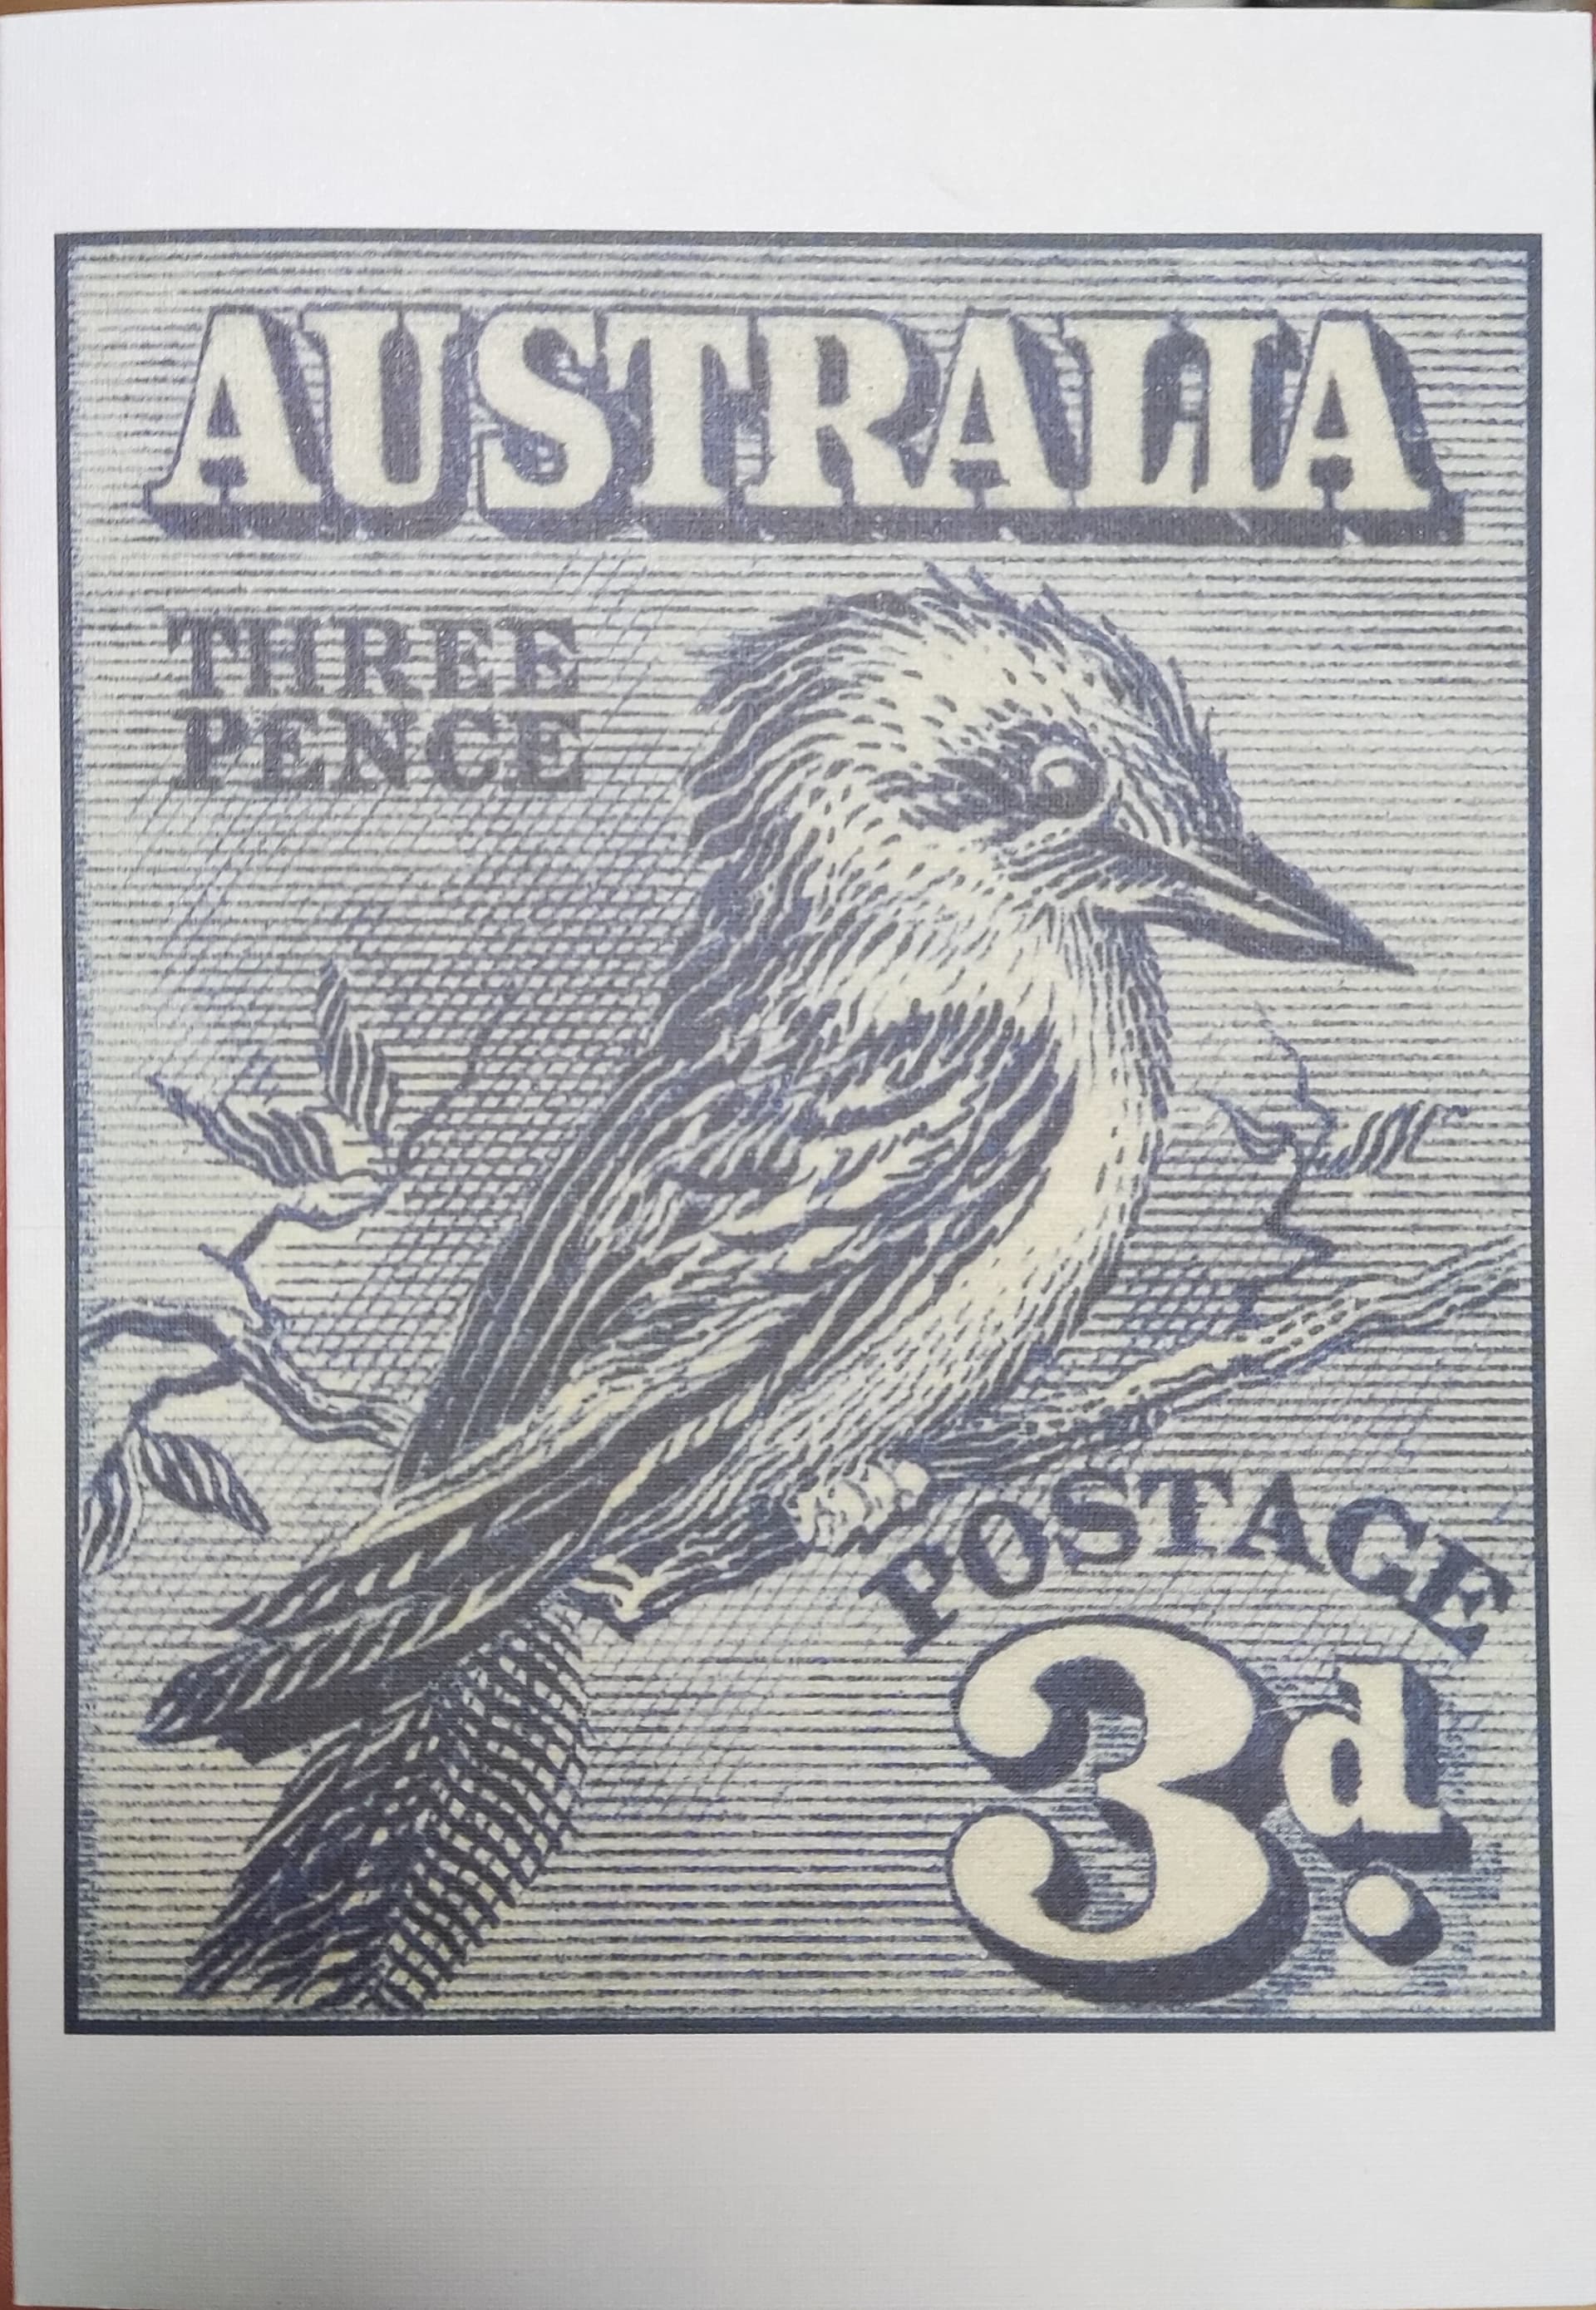 AUSTRALIA
THREE
PENCE
POSTAGE
3d.